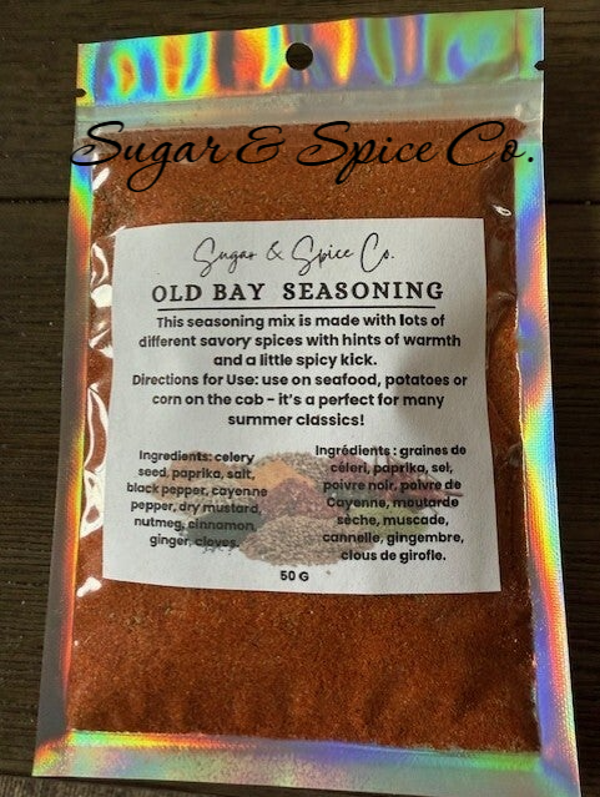 Sugar & Spice Co.
Sugar & Spice Co.
OLD BAY SEASONING
This seasoning mix is made with lots of
different savory spices with hints of warmth
and a little spicy kick.
Directions for Use: use on seafood, potatoes or
corn on the cob - it's a perfect for many
summer classics!
Ingredients: celery
seed, paprika, salt,
black pepper, cayenne
pepper, dry mustard,
nutmeg, cinnamon,
ginger, cloves.
Ingrédients : graines de
céleri, paprika, sel,
poivre noir, poivre de
Cayenne, moutarde
sèche, muscade,
cannelle, gingembre,
clous de girofle.
50 G